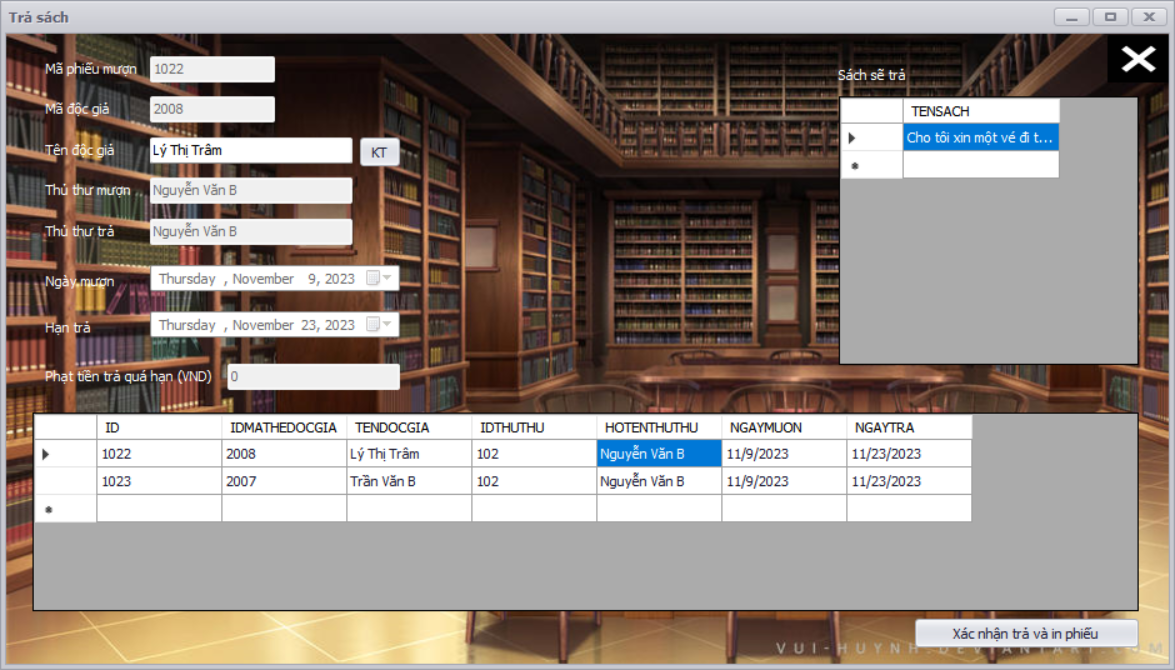 Trả sách
Mã phiếu mượn 1022
Sách sẽ trả
Mã độc giả 2008
TENSACH
Cho tôi xin một vé đi t...
Tên độc giả Lý Thị Trâm KT
Thủ thư mượn Nguyễn Văn B
Thủ thư trả Nguyễn Văn B
Ngày mượn Thursday , November 9, 2023
Hạn trả Thursday , November 23, 2023
Phạt tiền trả quá hạn (VND) 0
ID IDMATHEDOCGIA TENDOCGIA IDTHUTHU HOTENTHUTHU NGAYMUON NGAYTRA
1022 2008 Lý Thị Trâm 102 Nguyễn Văn B 11/9/2023 11/23/2023
1023 2007 Trần Văn B 102 Nguyễn Văn B 11/9/2023 11/23/2023
Xác nhận trả và in phiếu
VUI-HUYNH.DEVIANTART.COM